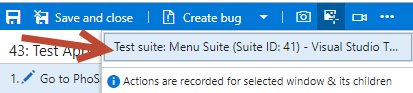 Save and close Create bug
43: Test App
Test suite: Menu Suite (Suite ID: 41) - Visual Studio T...
1. Go to PhoS
Actions are recorded for selected window & its children